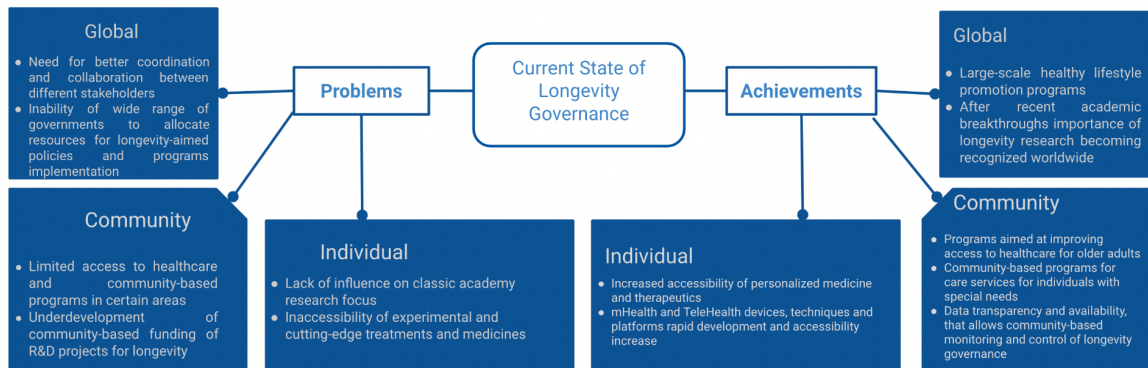 Current State of
Longevity
Governance
Problems
Global
● Need for better coordination
and collaboration between
different stakeholders
● Inability of wide range of
governments to allocate
resources for longevity-aimed
policies and programs
implementation
Community
● Limited access to healthcare
and community-based
programs in certain areas
● Underdevelopment of
community-based funding of
R&D projects for longevity
Individual
● Lack of influence on classic academy
research focus
● Inaccessibility of experimental and
cutting-edge treatments and medicines
Achievements
Individual
● Increased accessibility of personalized medicine
and therapeutics
● mHealth and TeleHealth devices, techniques and
platforms rapid development and accessibility
increase
Global
● Large-scale healthy lifestyle
promotion programs
● After recent academic
breakthroughs importance of
longevity research becoming
recognized worldwide
Community
● Programs aimed at improving
access to healthcare for older adults
● Community-based programs for
care services for individuals with
special needs
● Data transparency and availability,
that allows community-based
monitoring and control of longevity
governance